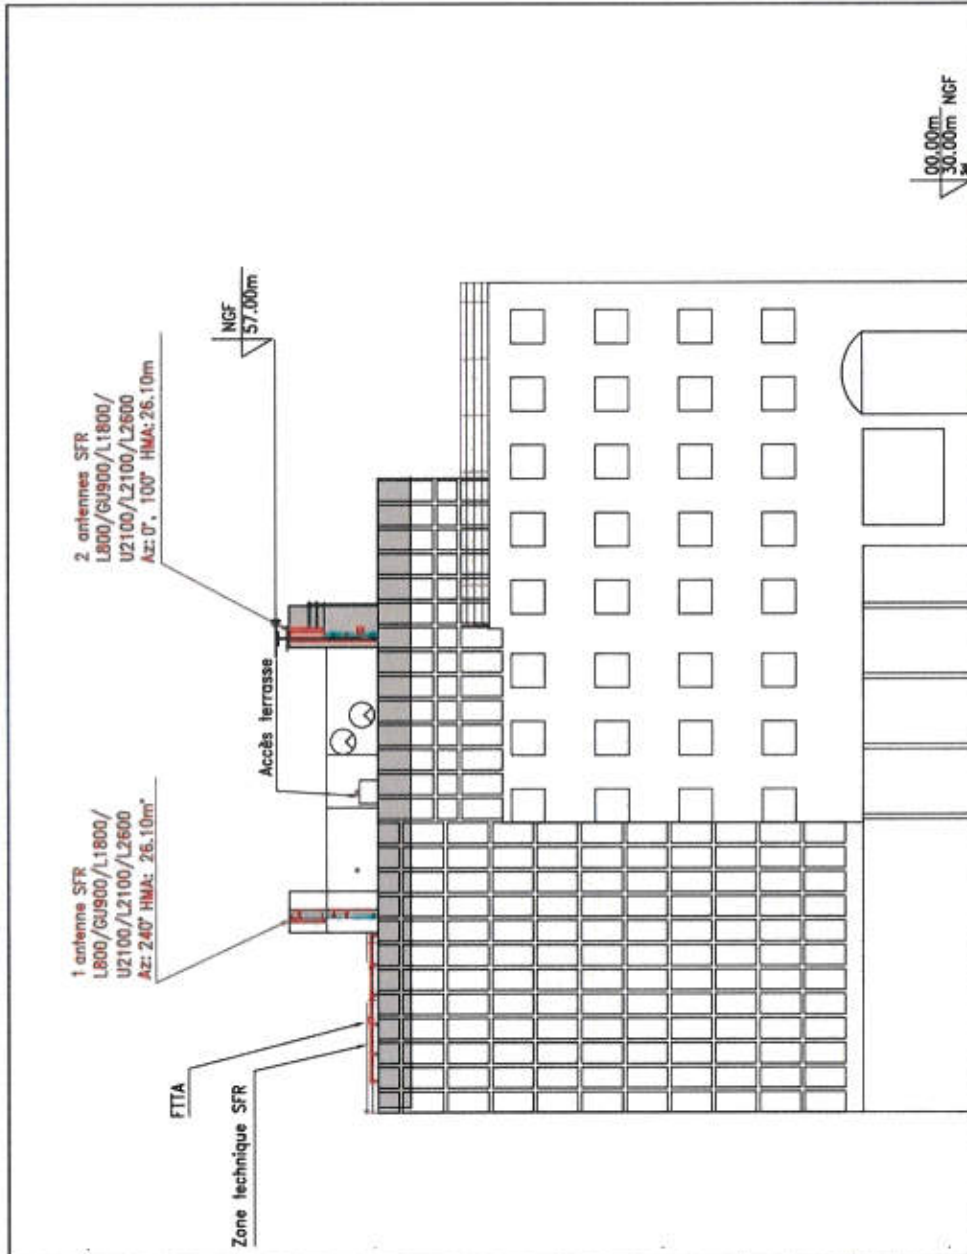 FTTA
Zone technique SFR
1 antenne SFR
L800/GU900/L1800/
U2100/L2100/L2600
Az: 240° HMA: 26.10m"
Accès terrasse
2 antennes SFR
L800/GU900/L1800/
U2100/L2100/L2600
Az: 0°, 100° HMA: 26.10m
NGF
57.00m
00.00m
30.00m NGF